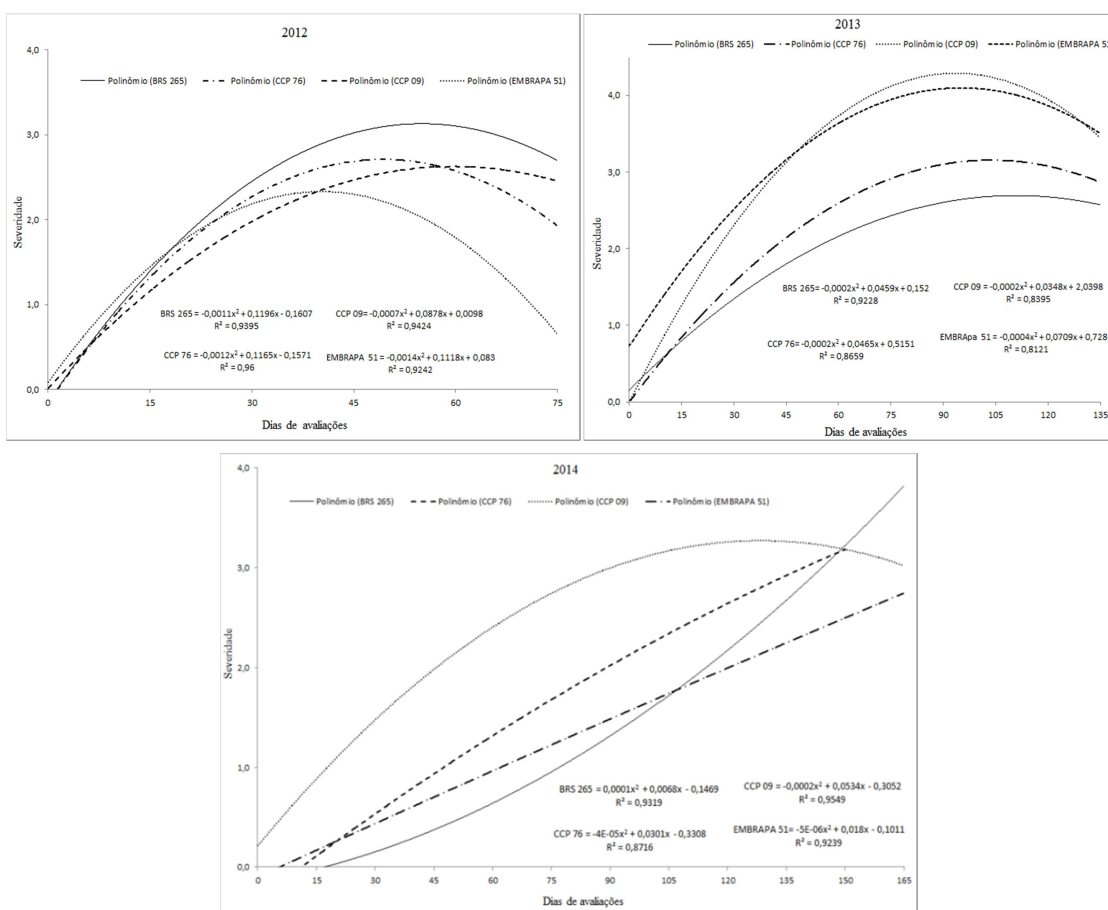 2012
4,0
3,0
2,0
1,0
0,0
Severidade
Polinômio (BRS 265) Polinômio (CCP 76) Polinômio (CCP 09) Polinômio (EMBRAPA 51)
BRS 265 = -0,0011x² + 0,1196x - 0,1607
R² = 0,9395
CCP 09= -0,0007x² + 0,0878x + 0,0098
R² = 0,9424
CCP 76 = -0,0012x² + 0,1165x - 0,1571
R² = 0,96
EMBRAPA 51= -0,0014x² + 0,1118x + 0,083
R² = 0,9242
0 15 30 45 60 75
Dias de avaliações
2013
Polinômio (BRS 265) Polinômio (CCP 76) Polinômio (CCP 09) Polinômio (EMBRAPA 51
4,0
3,0
2,0
1,0
0,0
Severidade
BRS 265= -0,0002x² + 0,0459x + 0,152
R² = 0,9228
CCP 09 = -0,0002x² + 0,0348x + 2,0398
R² = 0,8395
CCP 76= -0,0002x² + 0,0465x + 0,5151
R² = 0,8659
EMBRApa 51= -0,0004x² + 0,0709x + 0,728
R² = 0,8121
0 15 30 45 60 75 90 105 120 135
Dias de avaliações
2014
4,0
3,0
2,0
1,0
0,0
Severidade
Polinômio (BRS 265) Polinômio (CCP 76) Polinômio (CCP 09) Polinômio (EMBRAPA 51)
BRS 265 = 0,0001x² + 0,0068x - 0,1469
R² = 0,9319
CCP 09 = -0,0002x² + 0,0534x - 0,3052
R² = 0,9549
CCP 76 = -4E-05x² + 0,0301x - 0,3308
R² = 0,8716
EMBRAPA 51= -5E-06x² + 0,018x - 0,1011
R² = 0,9239
0 15 30 45 60 75 90 105 120 135 150 165
Dias de avaliações